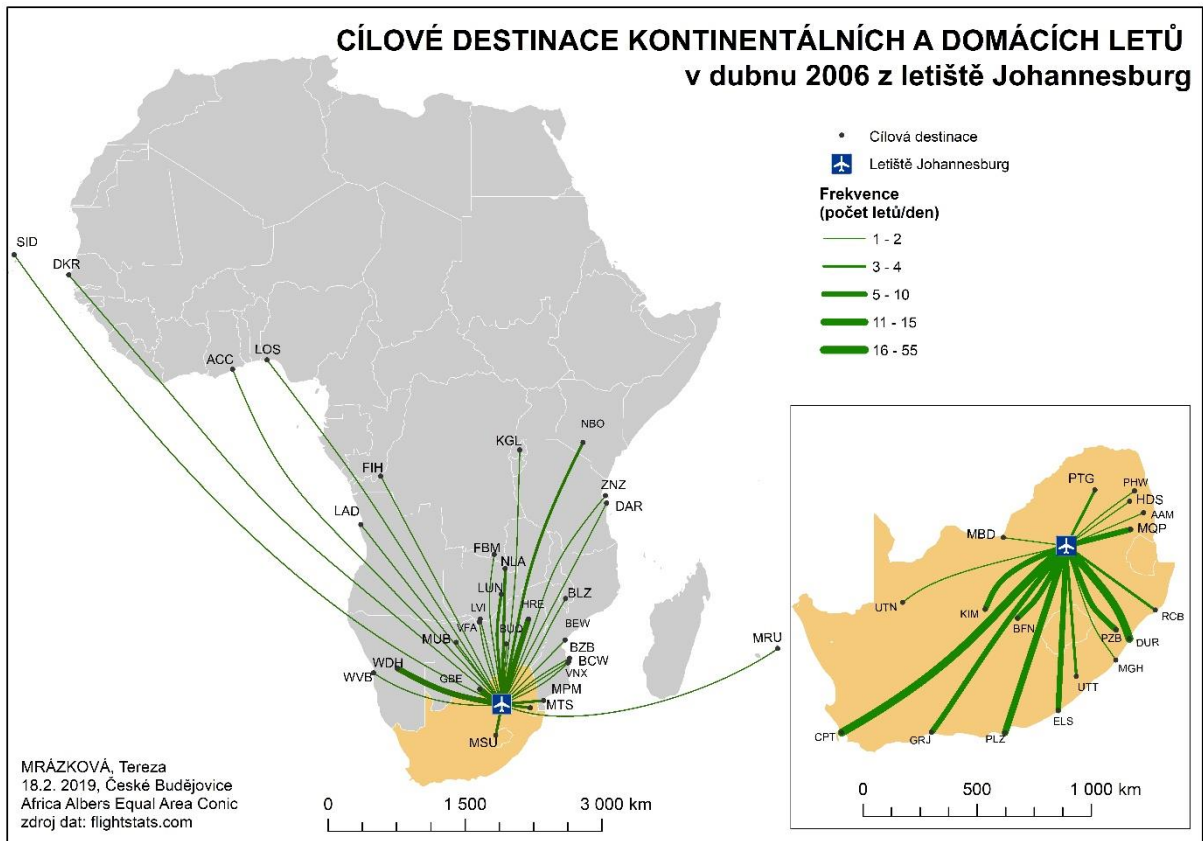 CÍLOVÉ DESTINACE KONTINENTÁLNÍCH A DOMÁCÍCH LETŮ
v dubnu 2006 z letiště Johannesburg
Cílová destinace
Letiště Johannesburg
Frekvence
(počet letů/den)
1 - 2
3 - 4
5 - 10
11 - 15
16 - 55
SID
DKR
ACC
LOS
FIH
LAD
KGL
NBO
ZNZ
DAR
FBM
NLA
LUN
LVI
VFA
HRE
BUQ
BLZ
BEW
MUB
BZB
BCW
VNX
WDH
WVB
GBE
MPM
MTS
MSU
MRU
PTG
PHW
HDS
AAM
MQP
MBD
UTN
KIM
BFN
RCB
PZB
DUR
MGH
UTT
ELS
CPT
GRJ
PLZ
0 500 1 000 km
MRÁZKOVÁ, Tereza
18.2. 2019, České Budějovice
Africa Albers Equal Area Conic
zdroj dat: flightstats.com
0 1 500 3 000 km